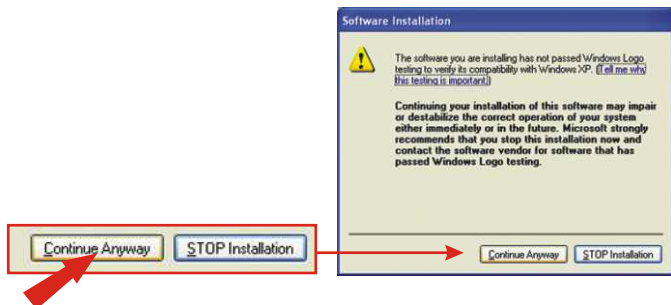 Software Installation
The software you are installing has not passed Windows Logo
testing to verify its compatibility with Windows XP. (Tell me why
this testing is important.)
Continuing your installation of this software may impair
or destabilize the correct operation of your system
either immediately or in the future. Microsoft strongly
recommends that you stop this installation now and
contact the software vendor for software that has
passed Windows Logo testing.
Continue Anyway STOP Installation
Continue Anyway STOP Installation